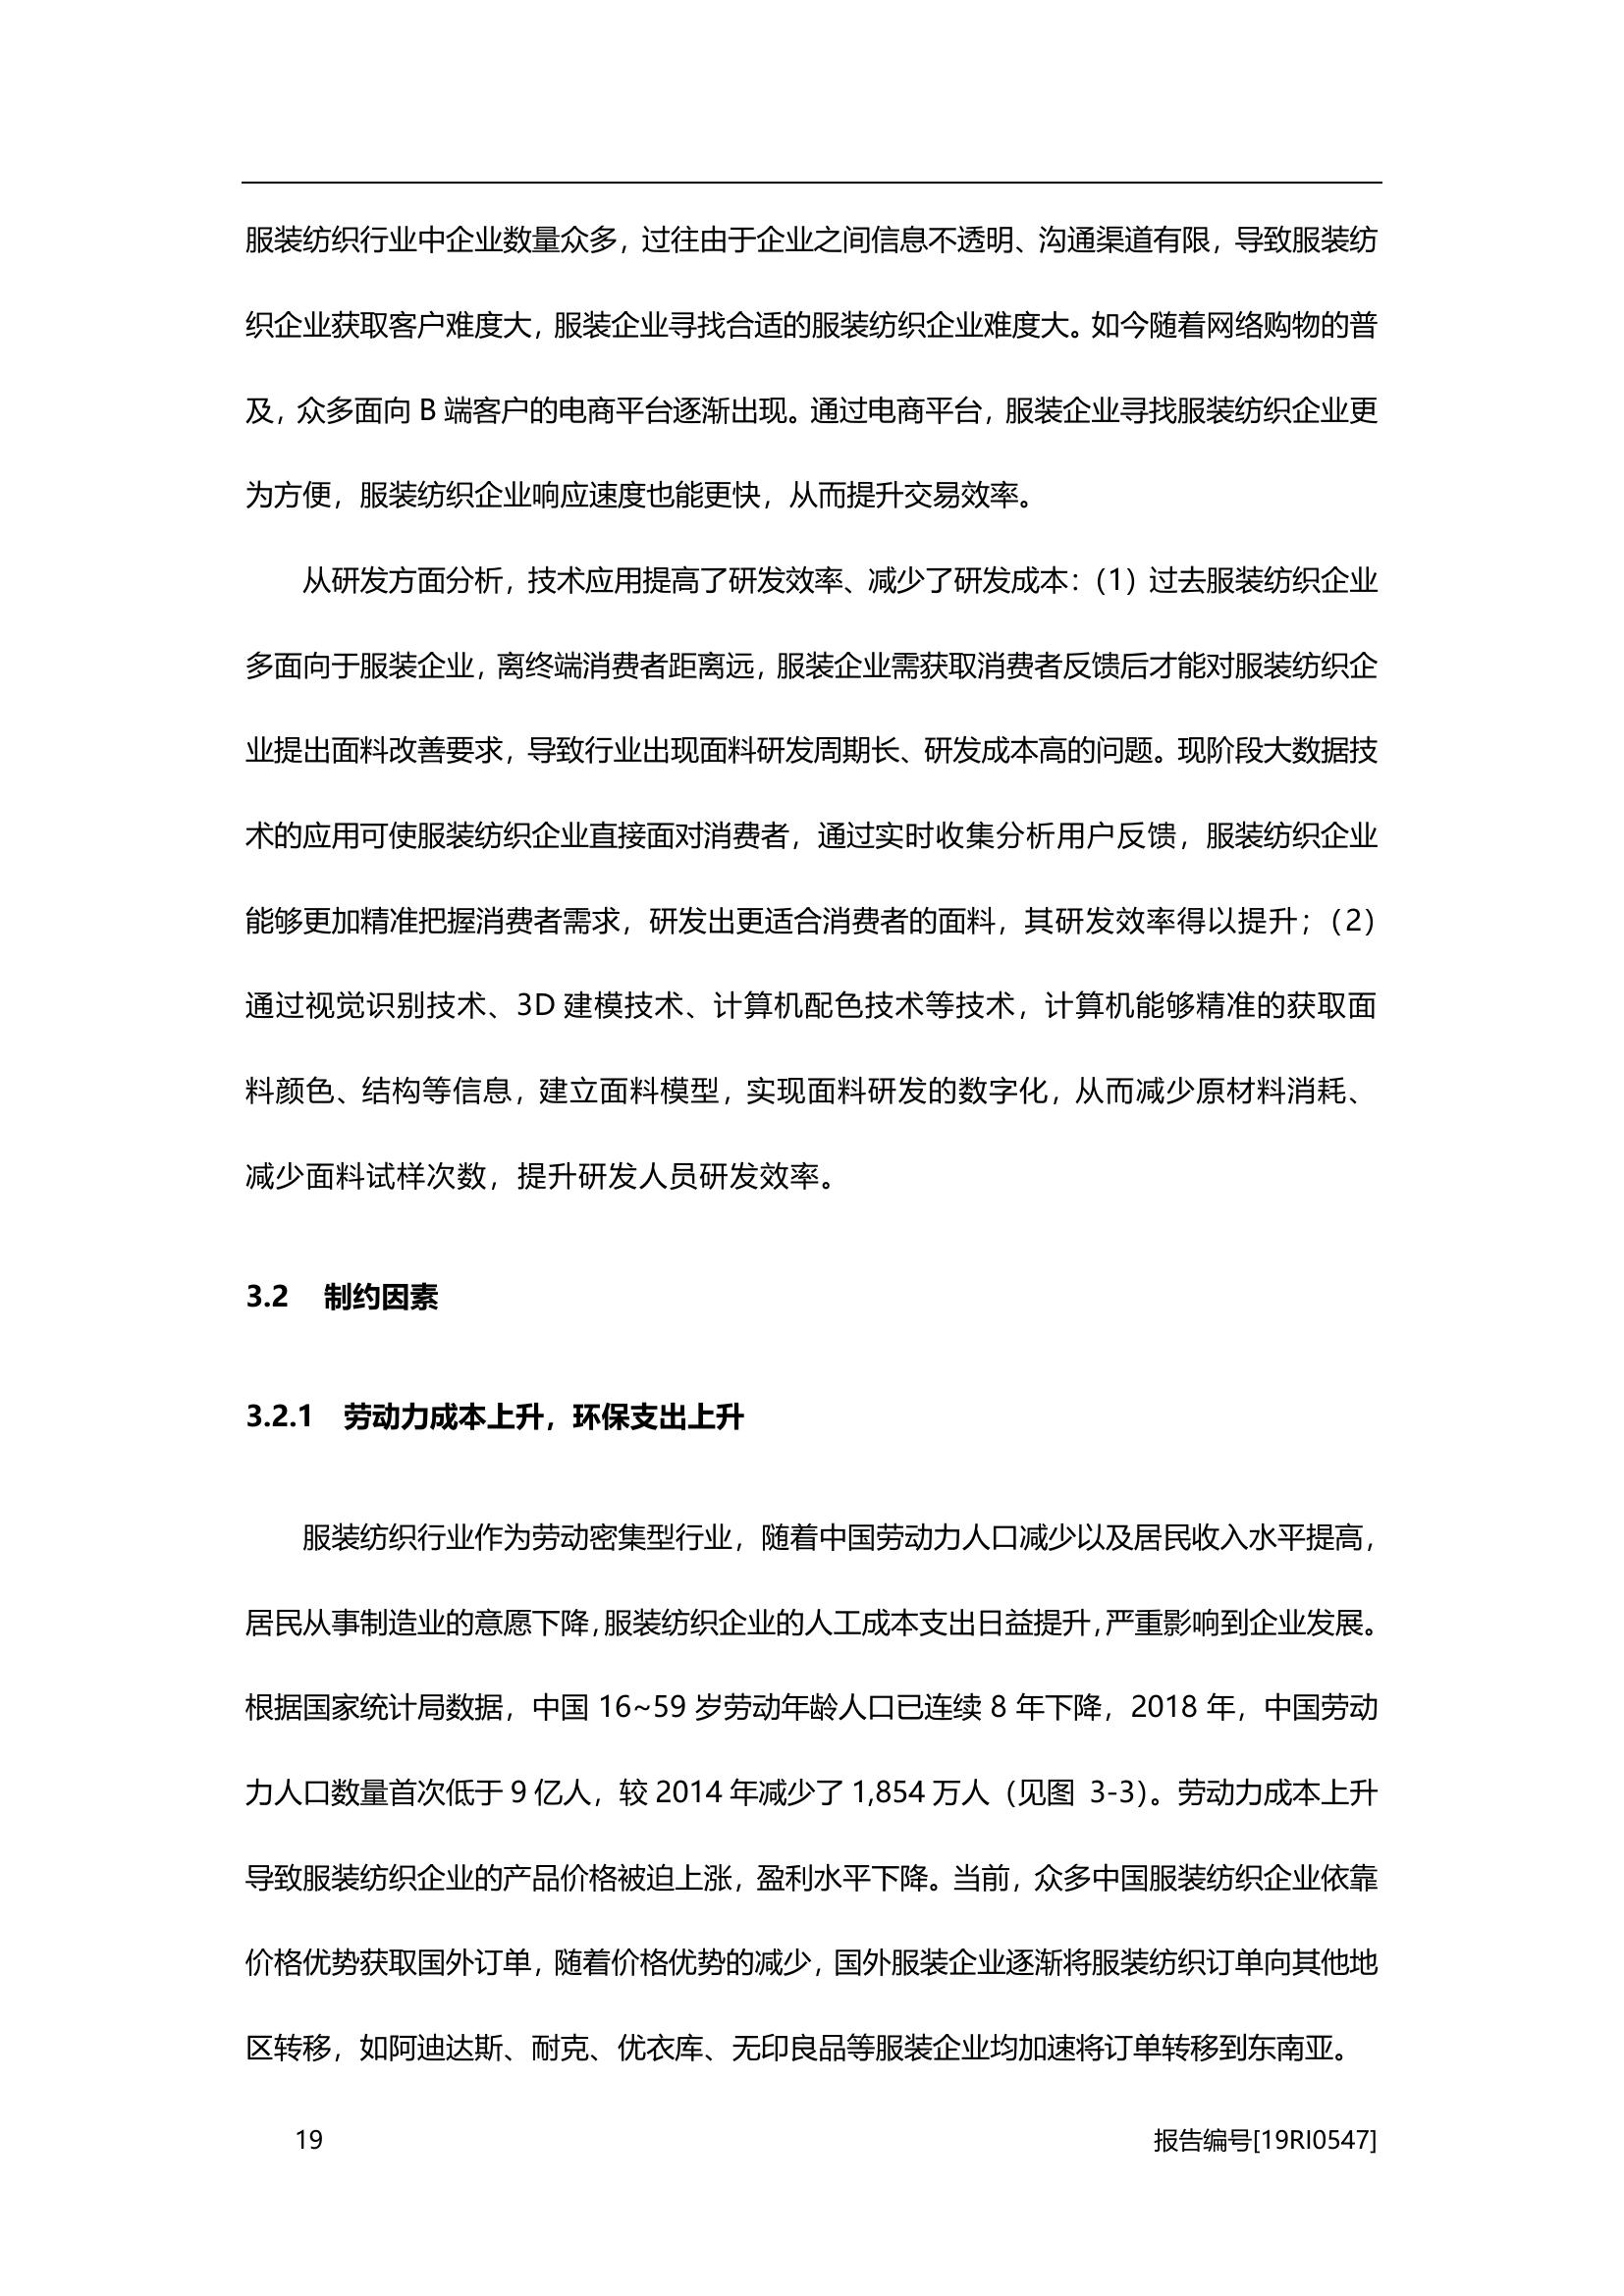 服装纺织行业中企业数量众多，过往由于企业之间信息不透明、沟通渠道有限，导致服装纺
织企业获取客户难度大，服装企业寻找合适的服装纺织企业难度大。如今随着网络购物的普
及，众多面向 B 端客户的电商平台逐渐出现。通过电商平台，服装企业寻找服装纺织企业更
为方便，服装纺织企业响应速度也能更快，从而提升交易效率。
从研发方面分析，技术应用提高了研发效率、减少了研发成本：（1）过去服装纺织企业
多面向于服装企业，离终端消费者距离远，服装企业需获取消费者反馈后才能对服装纺织企
业提出面料改善要求，导致行业出现面料研发周期长、研发成本高的问题。现阶段大数据技
术的应用可使服装纺织企业直接面对消费者，通过实时收集分析用户反馈，服装纺织企业
能够更加精准把握消费者需求，研发出更适合消费者的面料，其研发效率得以提升；（2）
通过视觉识别技术、3D 建模技术、计算机配色技术等技术，计算机能够精准的获取面
料颜色、结构等信息，建立面料模型，实现面料研发的数字化，从而减少原材料消耗、
减少面料试样次数，提升研发人员研发效率。
3.2 制约因素
3.2.1 劳动力成本上升，环保支出上升
服装纺织行业作为劳动密集型行业，随着中国劳动力人口减少以及居民收入水平提高，
居民从事制造业的意愿下降，服装纺织企业的人工成本支出日益提升，严重影响到企业发展。
根据国家统计局数据，中国 16~59 岁劳动年龄人口已连续 8 年下降，2018 年，中国劳动
力人口数量首次低于 9 亿人，较 2014 年减少了 1,854 万人（见图 3-3）。劳动力成本上升
导致服装纺织企业的产品价格被迫上涨，盈利水平下降。当前，众多中国服装纺织企业依靠
价格优势获取国外订单，随着价格优势的减少，国外服装企业逐渐将服装纺织订单向其他地
区转移，如阿迪达斯、耐克、优衣库、无印良品等服装企业均加速将订单转移到东南亚。
19 报告编号[19RI0547]